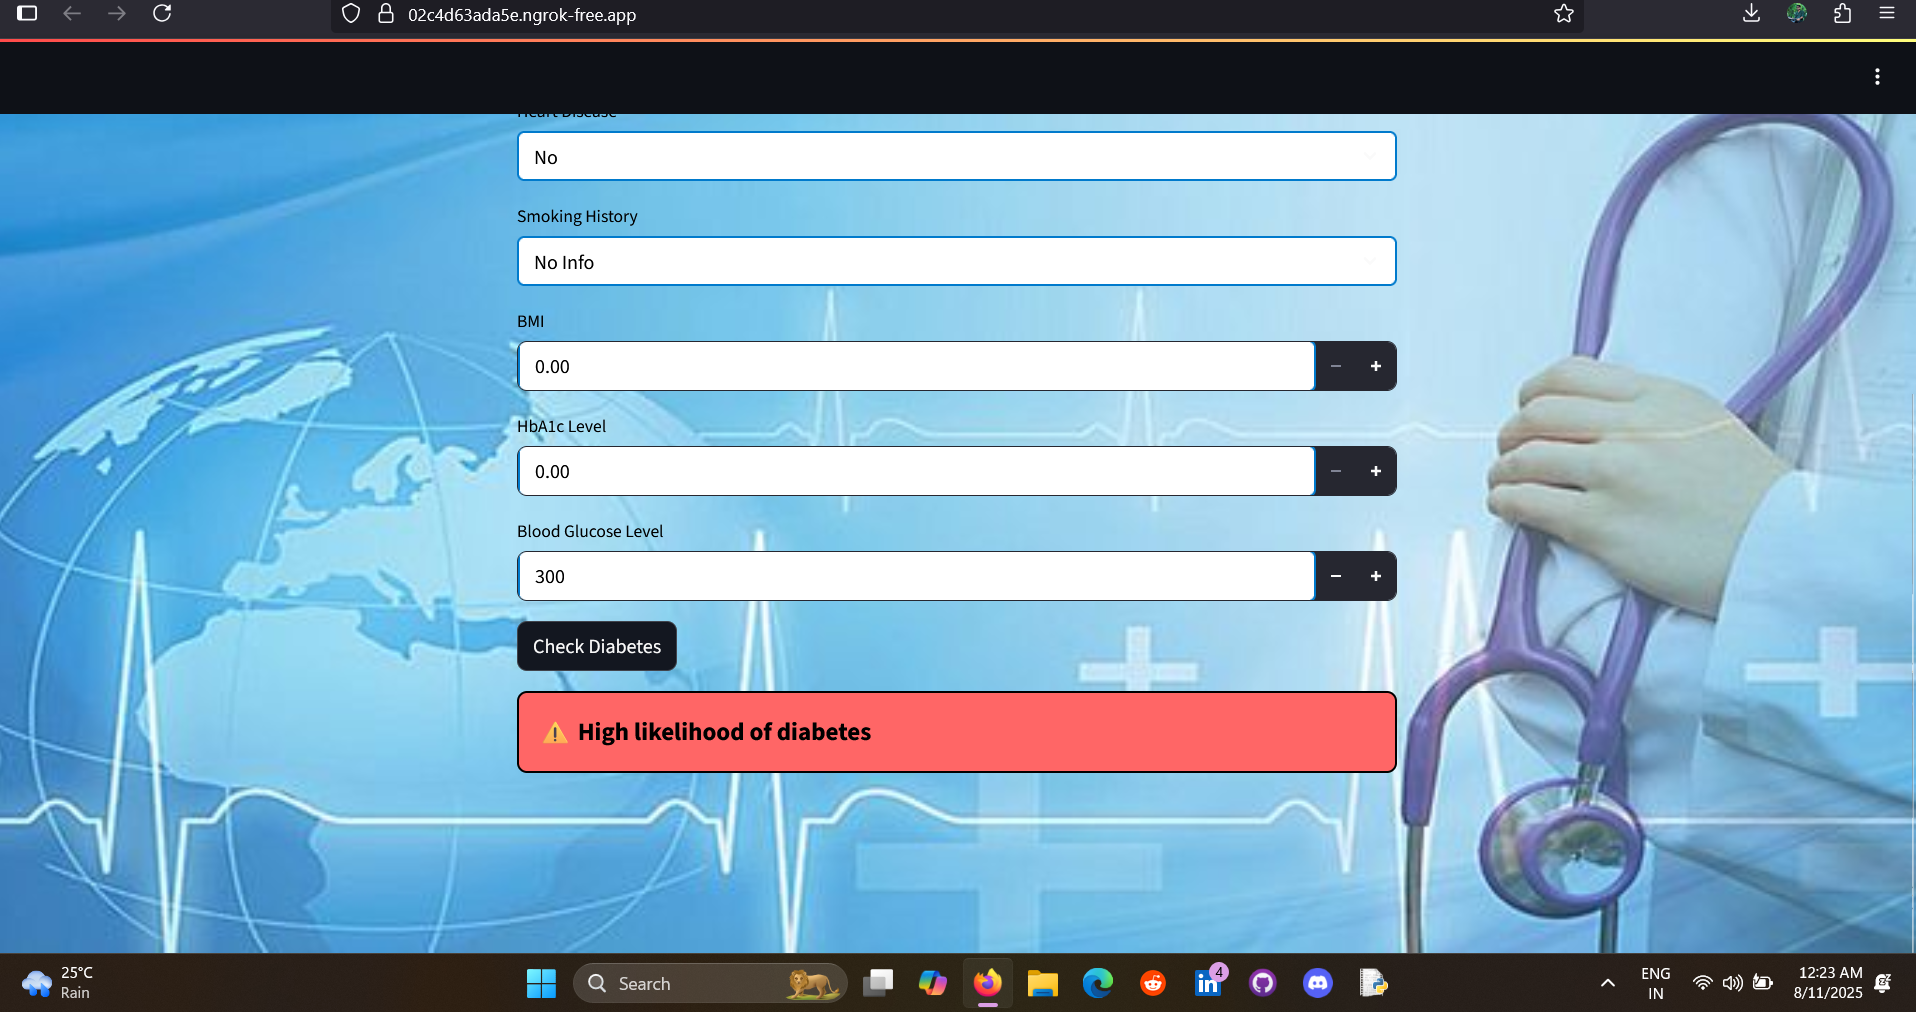 02c4d63ada5e.ngrok-free.app
Heart Disease
No
Smoking History
No Info
BMI
0.00
HbA1c Level
0.00
Blood Glucose Level
300
Check Diabetes
⚠️ High likelihood of diabetes
25°C
Rain
Search
4
ENG
IN
12:23 AM
8/11/2025